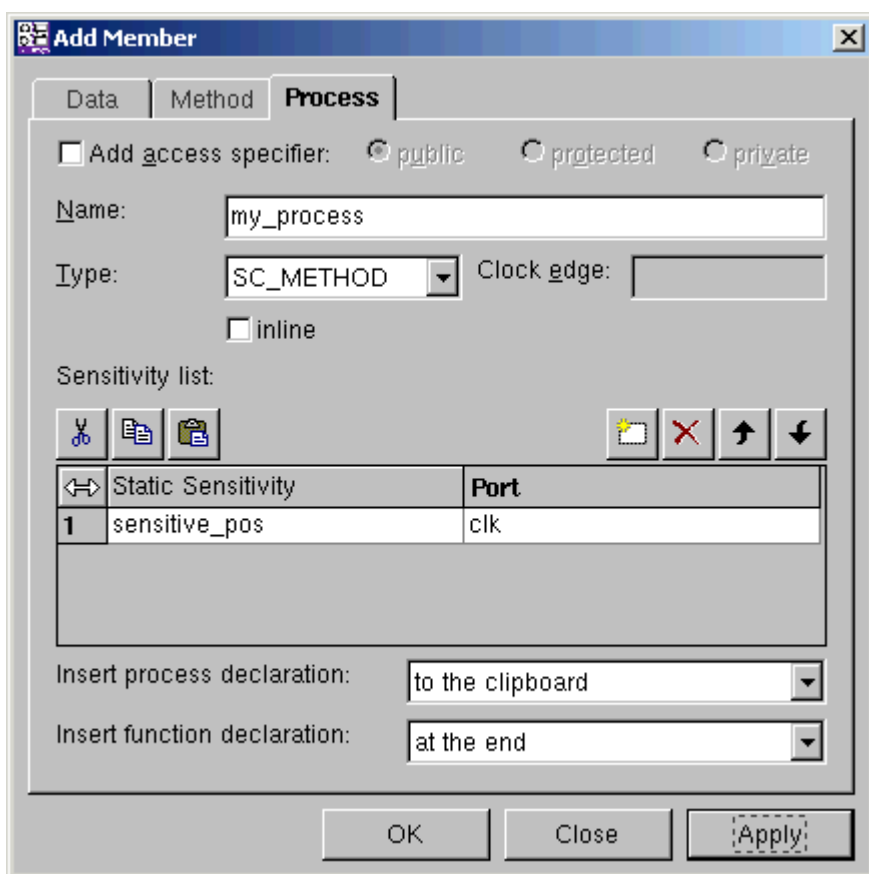 Add Member
Data Method Process
Add access specifier: public protected private
Name: my_process
Type: SC_METHOD Clock edge:
inline
Sensitivity list:
Static Sensitivity Port
1 sensitive_pos clk
Insert process declaration: to the clipboard
Insert function declaration: at the end
OK Close Apply